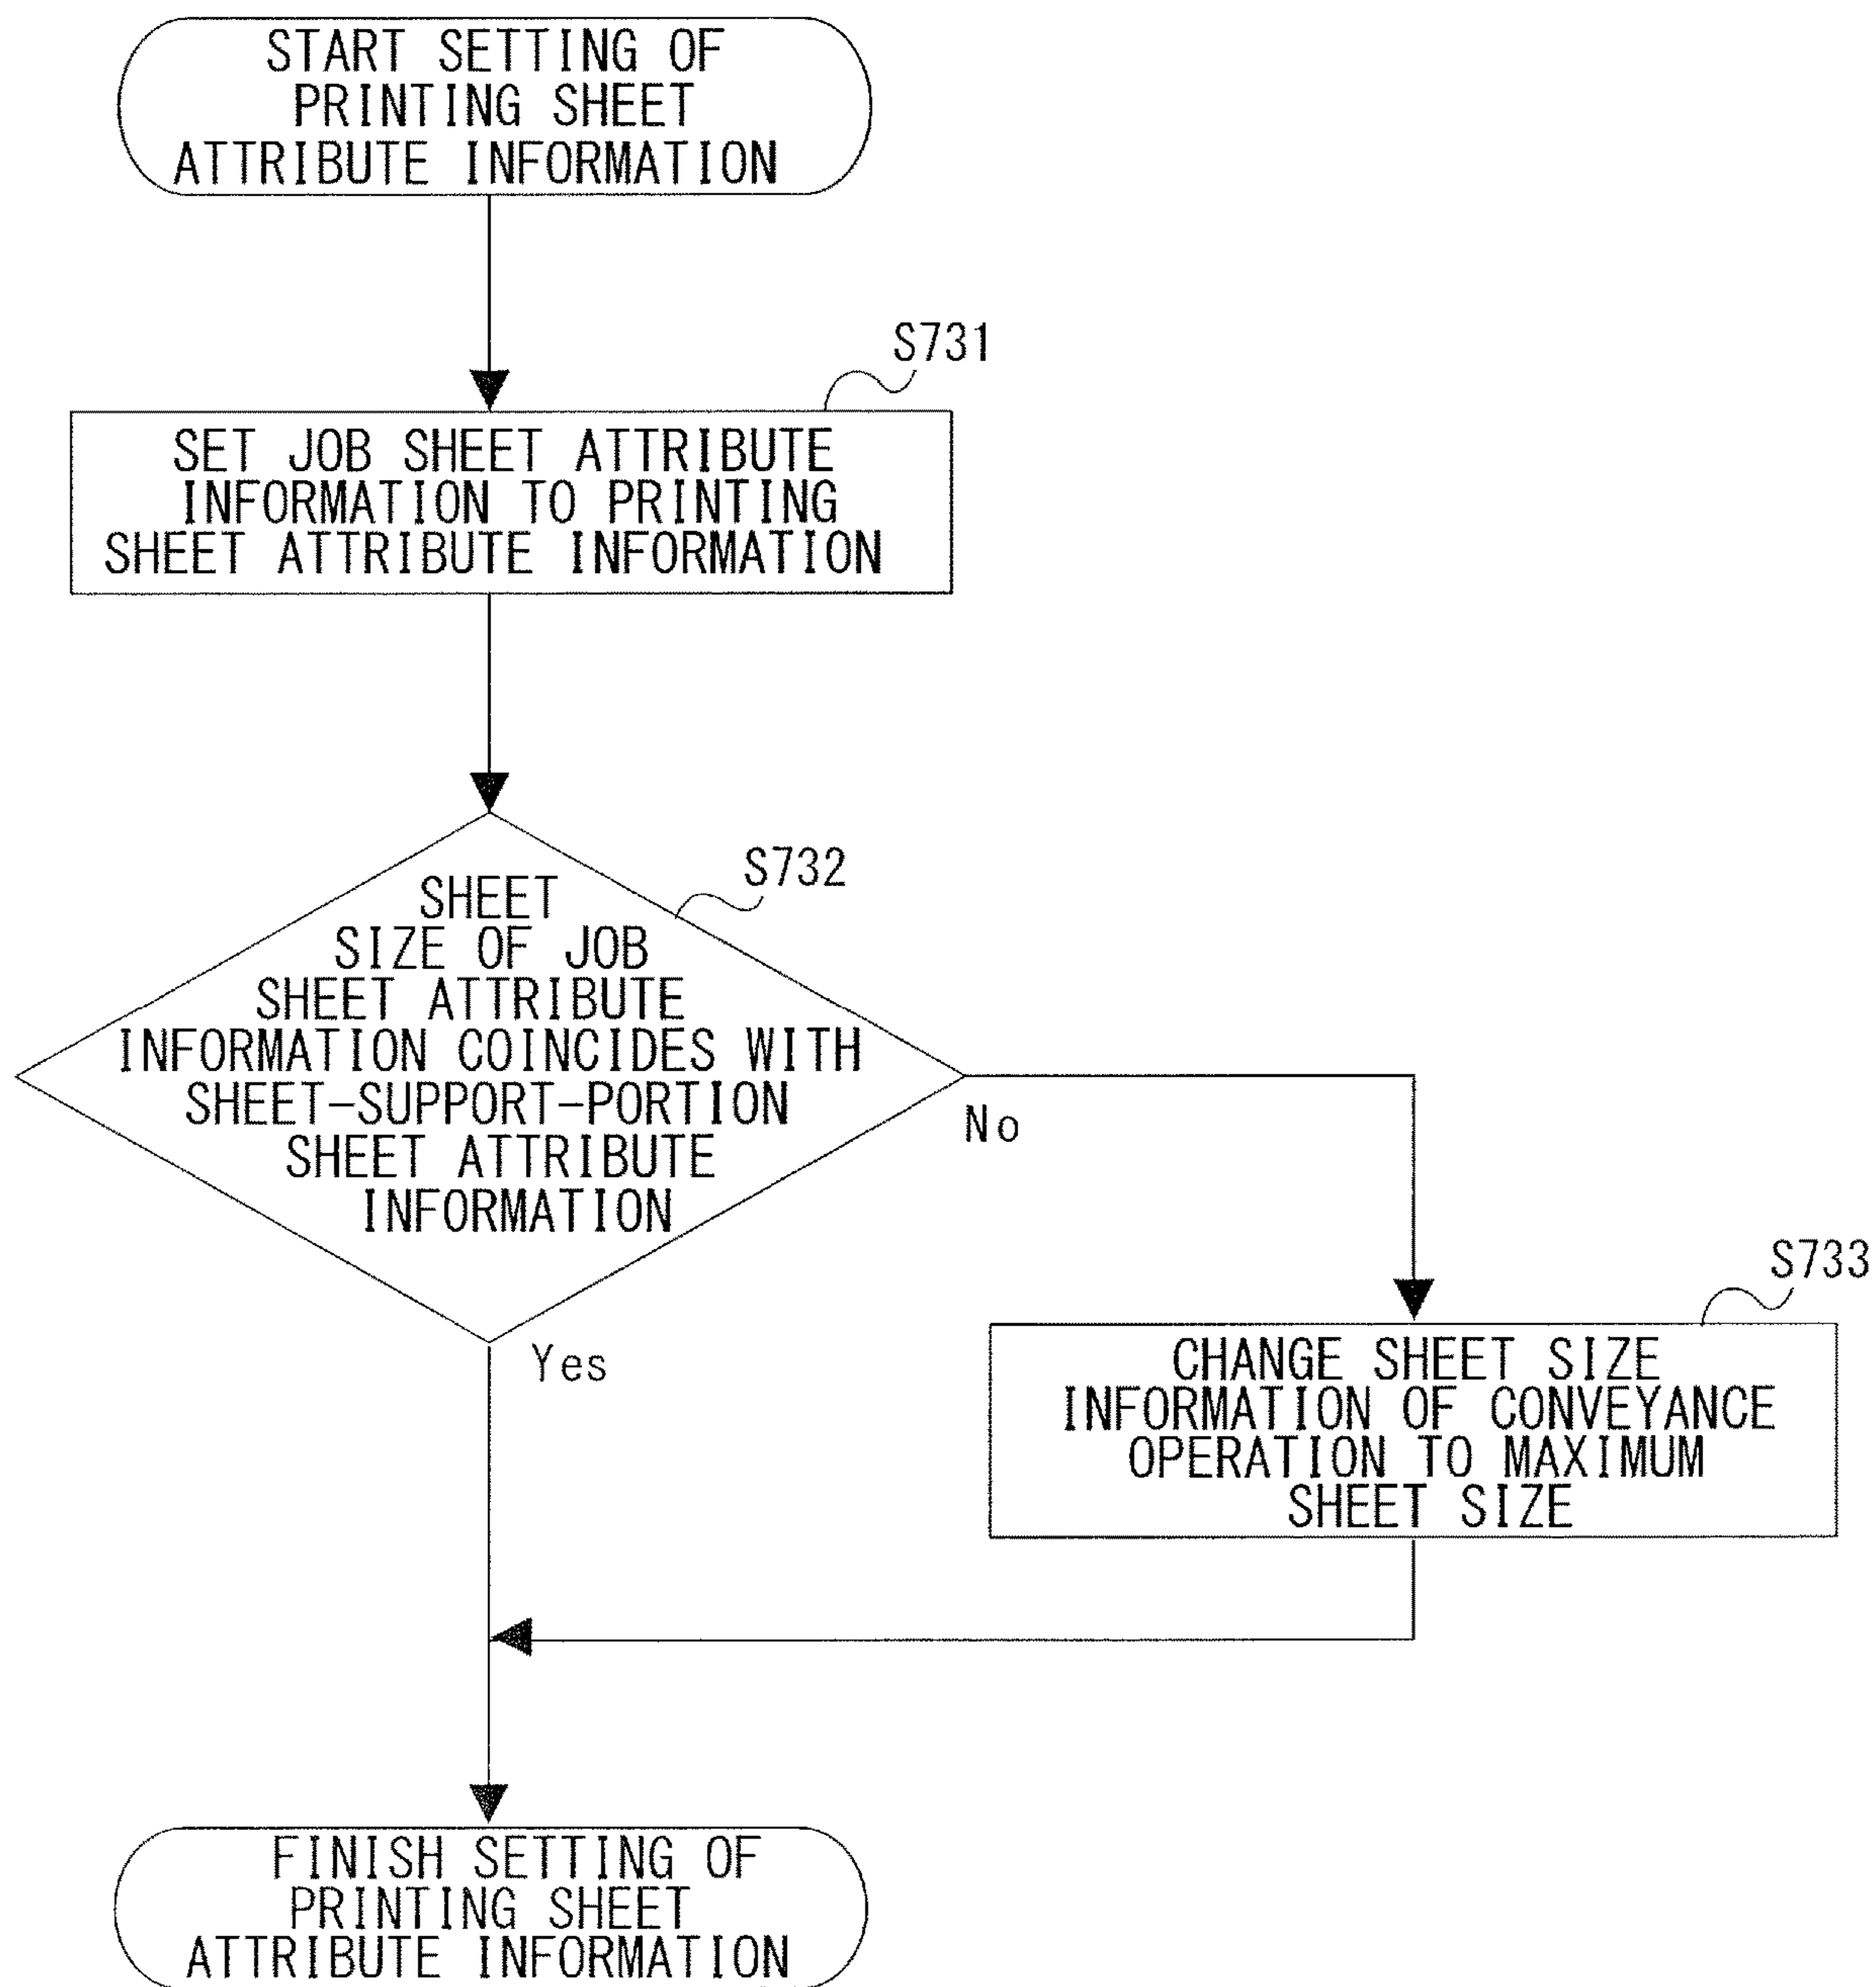 START SETTING OF
PRINTING SHEET
ATTRIBUTE INFORMATION
S731
SET JOB SHEET ATTRIBUTE
INFORMATION TO PRINTING
SHEET ATTRIBUTE INFORMATION
S732
SHEET
SIZE OF JOB
SHEET ATTRIBUTE
INFORMATION COINCIDES WITH
SHEET-SUPPORT-PORTION
SHEET ATTRIBUTE
INFORMATION
No
Yes
S733
CHANGE SHEET SIZE
INFORMATION OF CONVEYANCE
OPERATION TO MAXIMUM
SHEET SIZE
FINISH SETTING OF
PRINTING SHEET
ATTRIBUTE INFORMATION